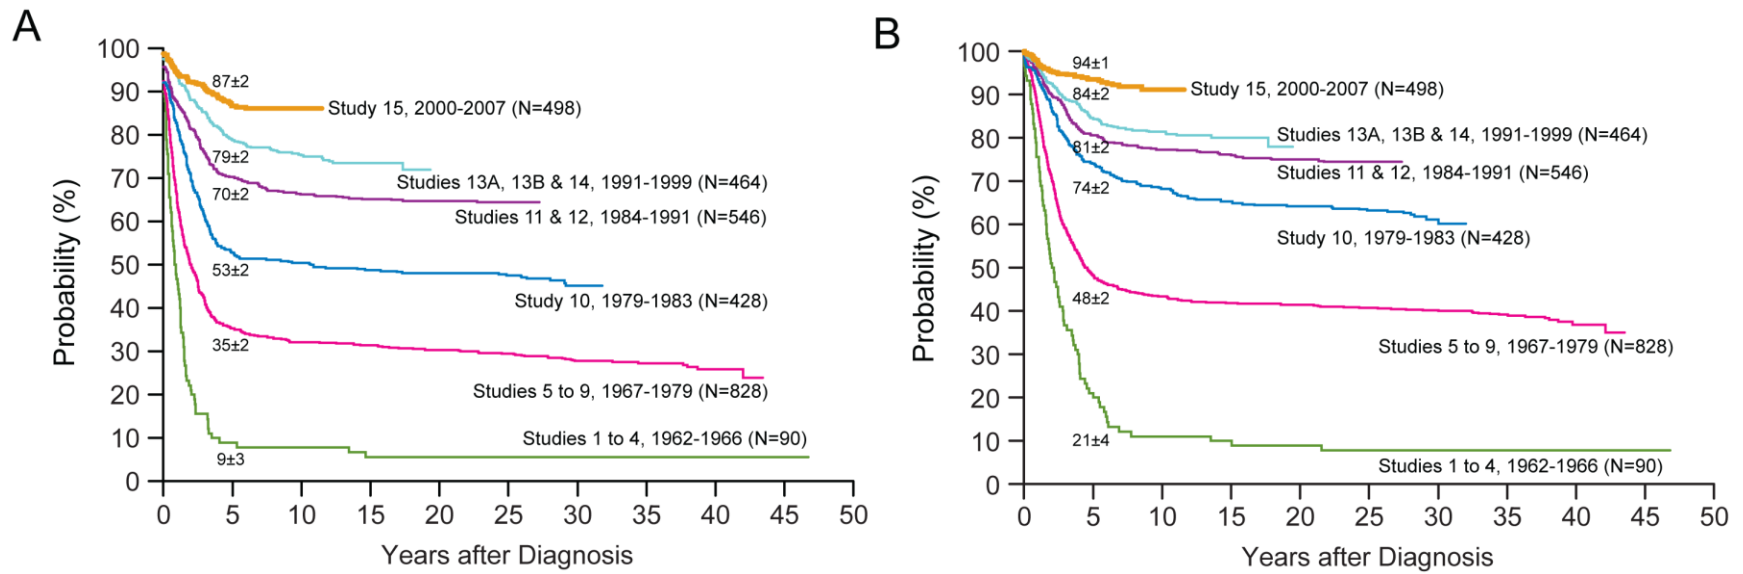 A
100
90
80
70
60
50
40
30
20
10
0
Probability (%)
87±2
Study 15, 2000-2007 (N=498)
79±2
Studies 13A, 13B & 14, 1991-1999 (N=464)
70±2
Studies 11 & 12, 1984-1991 (N=546)
53±2
Study 10, 1979-1983 (N=428)
35±2
Studies 5 to 9, 1967-1979 (N=828)
Studies 1 to 4, 1962-1966 (N=90)
9±3
0 5 10 15 20 25 30 35 40 45 50
Years after Diagnosis
B
100
90
80
70
60
50
40
30
20
10
0
Probability (%)
94±1
Study 15, 2000-2007 (N=498)
84±2
Studies 13A, 13B & 14, 1991-1999 (N=464)
81±2
Studies 11 & 12, 1984-1991 (N=546)
74±2
Study 10, 1979-1983 (N=428)
48±2
Studies 5 to 9, 1967-1979 (N=828)
21±4
Studies 1 to 4, 1962-1966 (N=90)
0 5 10 15 20 25 30 35 40 45 50
Years after Diagnosis